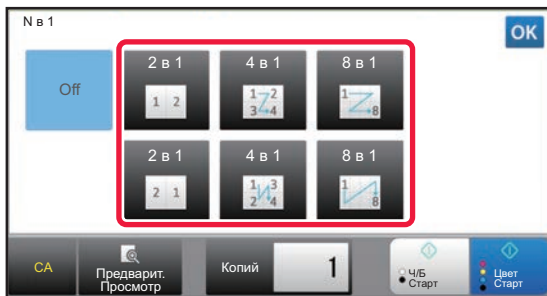 N в 1
OK
Off
2 в 1
4 в 1
8 в 1
1 2
1 2
3 4
1
8
2 в 1
4 в 1
8 в 1
2 1
1 3
2 4
1
8
CA
Предварит.
Просмотр
Копий
1
Ч/Б
Старт
Цвет
Старт